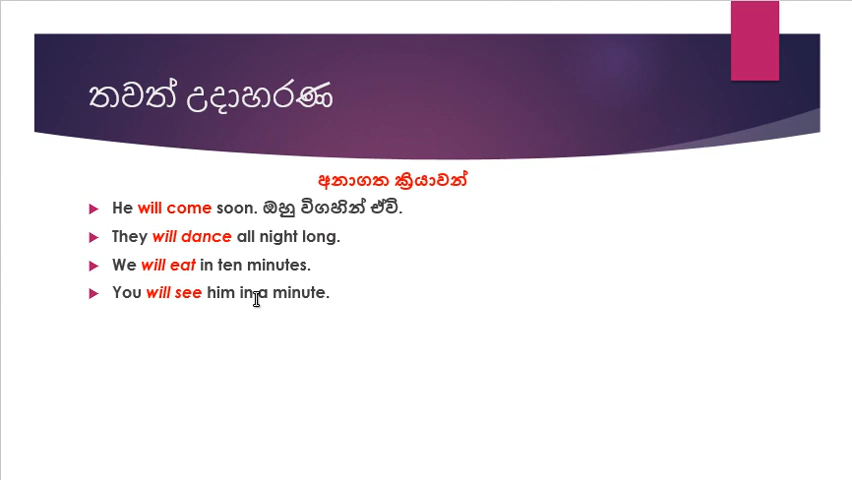 තවත් උදාහරණ
අනාගත ක්‍රියාවන්
He will come soon. ඔහු විගහින් ඒවි.
They will dance all night long.
We will eat in ten minutes.
You will see him in a minute.